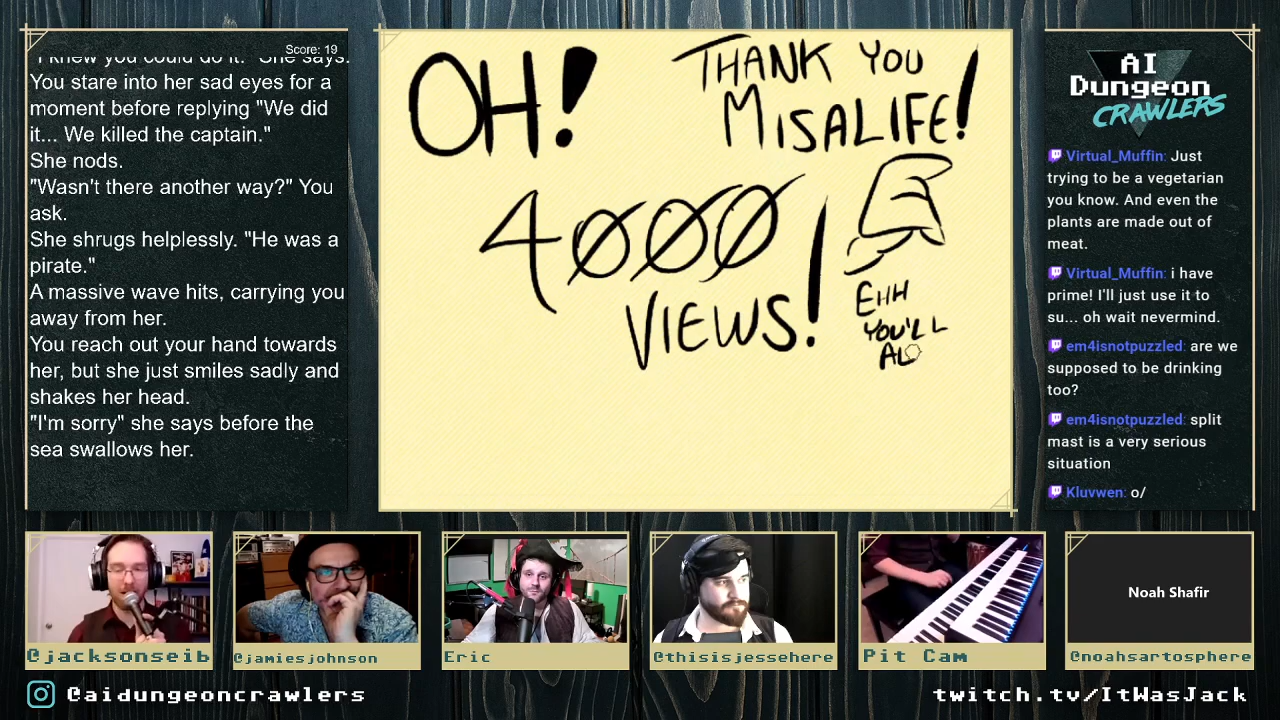 Score: 19
"I knew you could do it." She says.
You stare into her sad eyes for a
moment before replying "We did
it... We killed the captain."
She nods.
"Wasn't there another way?" You
ask.
She shrugs helplessly. "He was a
pirate."
A massive wave hits, carrying you
away from her.
You reach out your hand towards
her, but she just smiles sadly and
shakes her head.
"I'm sorry" she says before the
sea swallows her.
OH!
THANK YOU
MISALIFE!
4000
VIEWS!
EHH
YOU'LL
AL
AI
Dungeon
CRAWLERS
Virtual_Muffin: Just
trying to be a vegetarian
you know. And even the
plants are made out of
meat.
Virtual_Muffin: i have
prime! I'll just use it to
su... oh wait nevermind.
em4isnotpuzzled: are we
supposed to be drinking
too?
em4isnotpuzzled: split
mast is a very serious
situation
Kluvwen: o/
Noah Shafir
@jacksonseib
@jamiesjohnson
Eric
@thisisjessehere
Pit Cam
@noahsartosphere
@aidungeoncrawlers
twitch.tv/ItWasJack